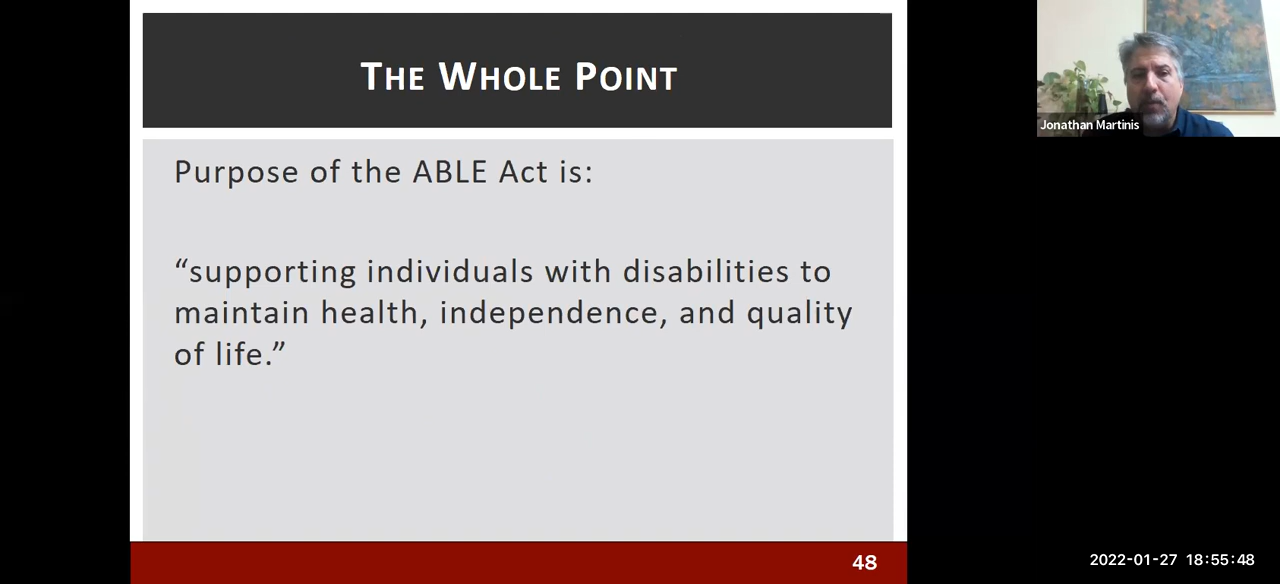 THE WHOLE POINT
Purpose of the ABLE Act is:
“supporting individuals with disabilities to
maintain health, independence, and quality
of life.”
48
Jonathan Martinis
2022-01-27 18:55:48